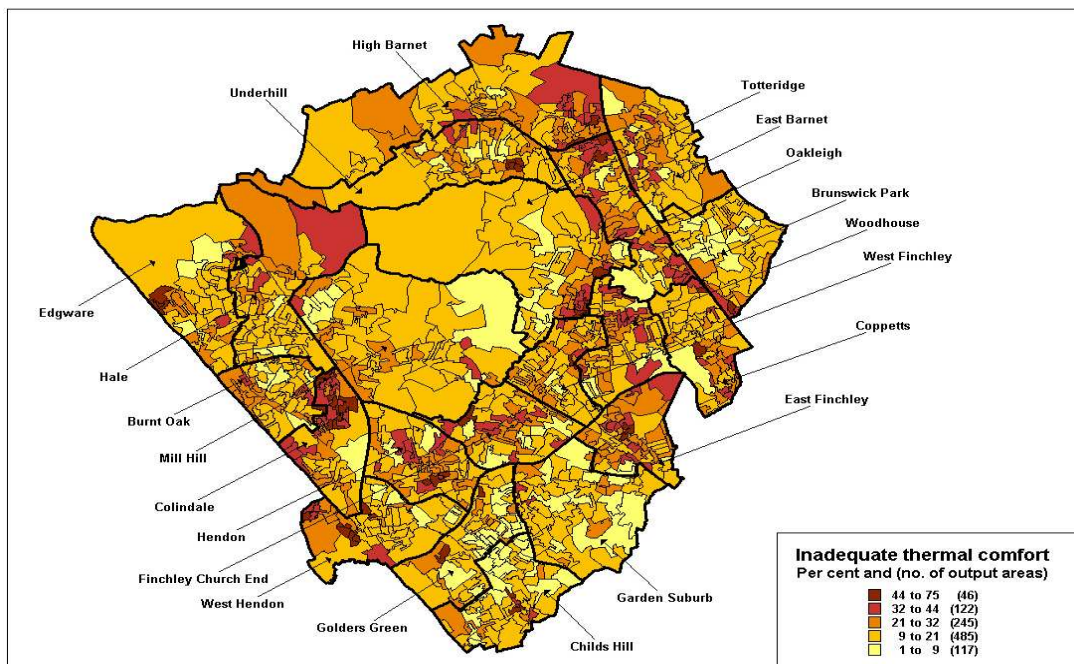 High Barnet
Underhill
Totteridge
East Barnet
Oakleigh
Brunswick Park
Woodhouse
West Finchley
Edgware
Coppetts
Hale
Burnt Oak
East Finchley
Mill Hill
Colindale
Hendon
Finchley Church End
West Hendon
Garden Suburb
Golders Green
Childs Hill
Inadequate thermal comfort
Per cent and (no. of output areas)
44 to 75 (46)
32 to 44 (122)
21 to 32 (245)
9 to 21 (485)
1 to 9 (117)